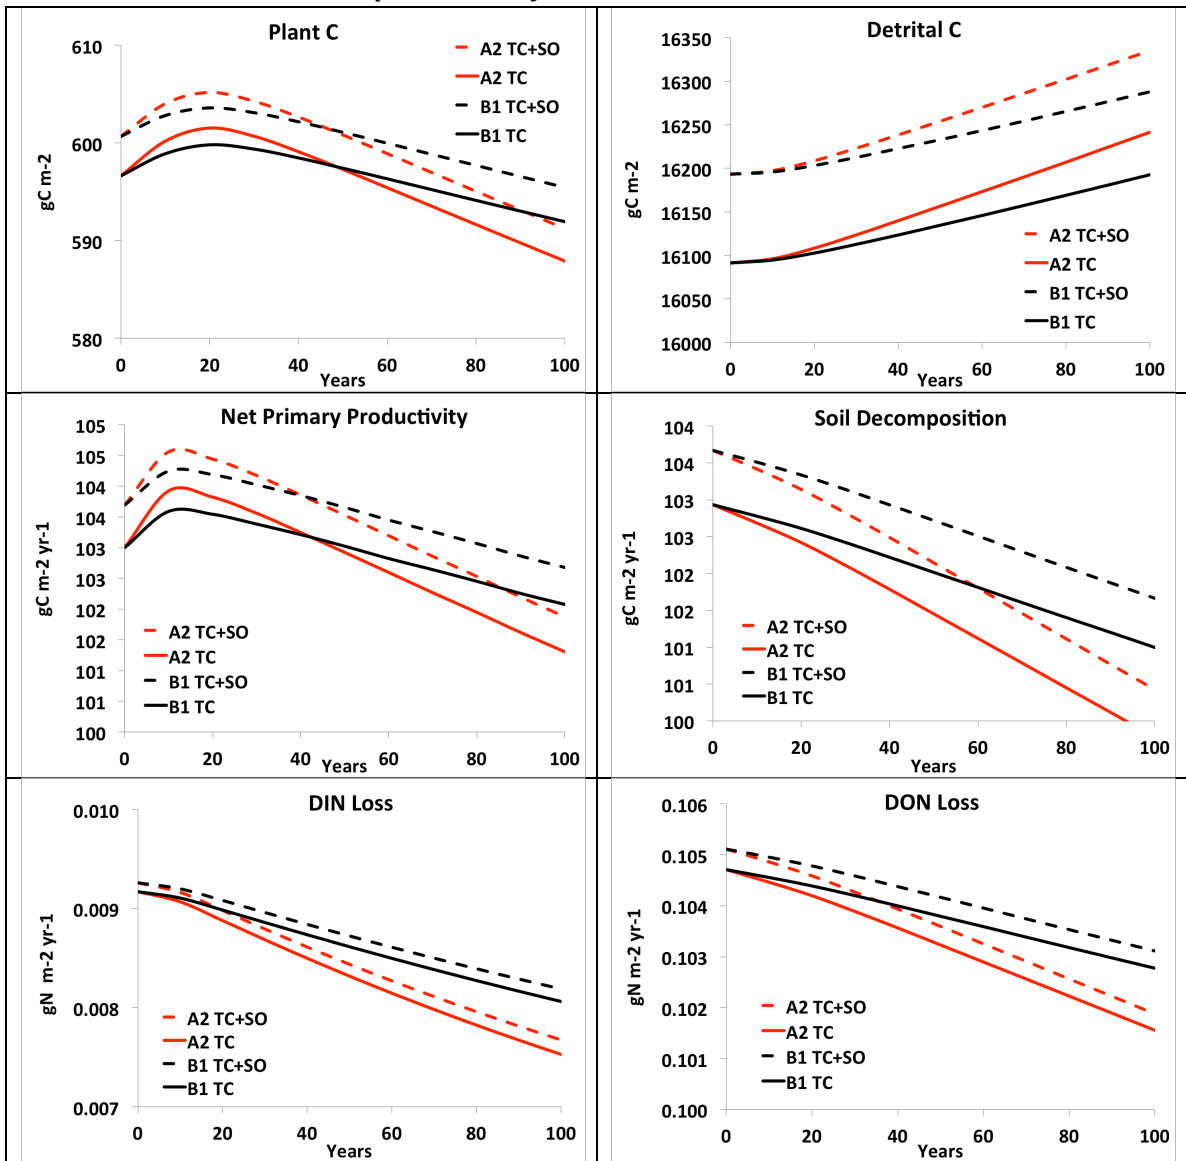 Plant C
610
600
590
580
gC m-2
0 20 40 60 80 100
Years
A2 TC+SO
A2 TC
B1 TC+SO
B1 TC
Detrital C
16350
16300
16250
16200
16150
16100
16050
16000
gC m-2
0 20 40 60 80 100
Years
A2 TC+SO
A2 TC
B1 TC+SO
B1 TC
Net Primary Productivity
105
105
104
104
103
103
102
102
101
101
100
gC m-2 yr-1
0 20 40 60 80 100
Years
A2 TC+SO
A2 TC
B1 TC+SO
B1 TC
Soil Decomposition
104
104
103
103
102
102
101
101
100
gC m-2 yr-1
0 20 40 60 80 100
Years
A2 TC+SO
A2 TC
B1 TC+SO
B1 TC
DIN Loss
0.010
0.009
0.008
0.007
gN m-2 yr-1
0 20 40 60 80 100
Years
A2 TC+SO
A2 TC
B1 TC+SO
B1 TC
DON Loss
0.106
0.105
0.104
0.103
0.102
0.101
0.100
gN m-2 yr-1
0 20 40 60 80 100
Years
A2 TC+SO
A2 TC
B1 TC+SO
B1 TC